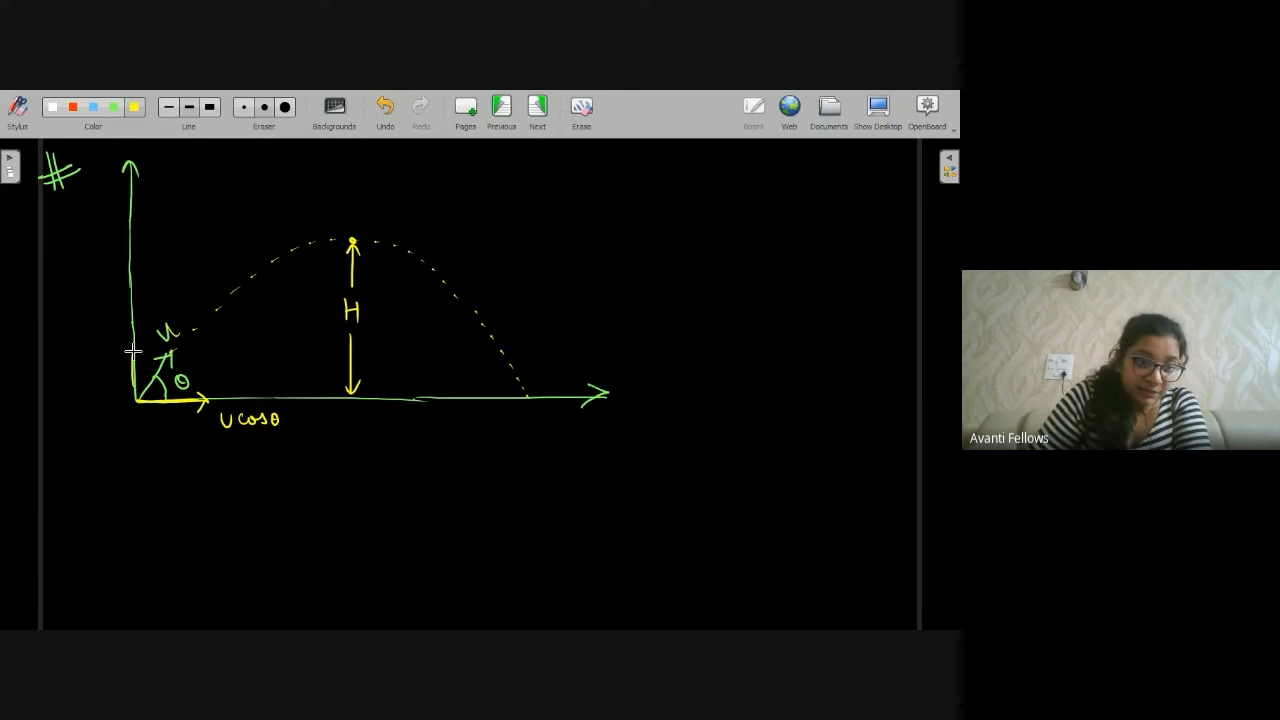 Stylus
Color
Line
Eraser
Backgrounds
Undo
Redo
Pages
Previous
Next
Erase
Board
Web
Documents
Show Desktop
OpenBoard
#
u
θ
H
u cosθ
Avanti Fellows